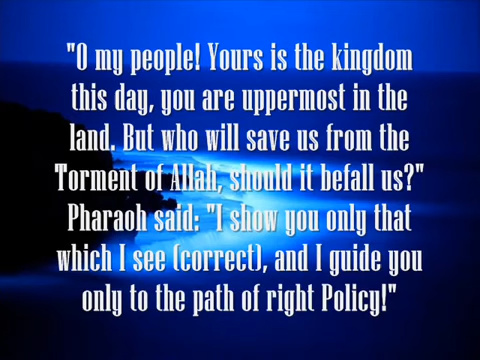 "O my people! Yours is the kingdom
this day, you are uppermost in the
land. But who will save us from the
Torment of Allah, should it befall us?"
Pharaoh said: "I show you only that
which I see (correct), and I guide you
only to the path of right Policy!"